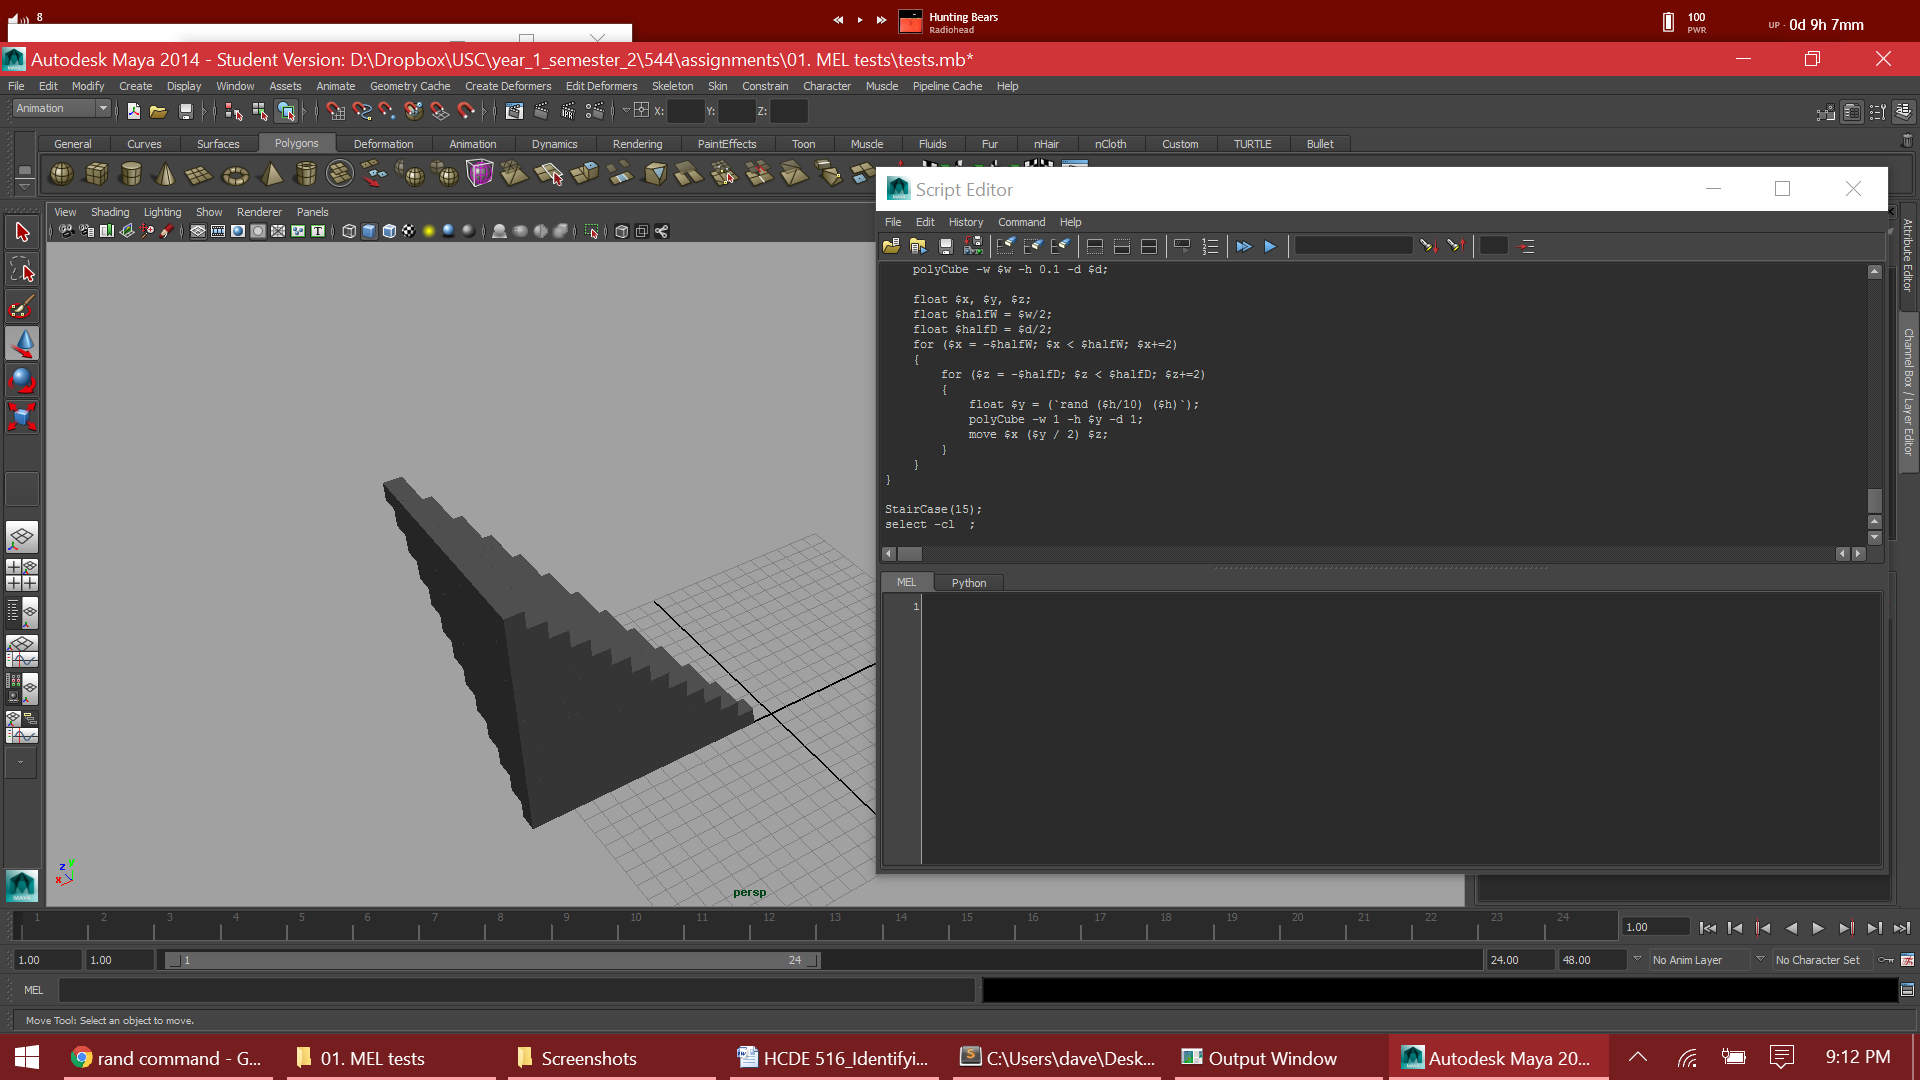 8
Hunting Bears
Radiohead
100
PWR
UP - 0d 9h 7mm
Autodesk Maya 2014 - Student Version: D:\Dropbox\USC\year_1_semester_2\544\assignments\01. MEL tests\tests.mb*
File Edit Modify Create Display Window Assets Animate Geometry Cache Create Deformers Edit Deformers Skeleton Skin Constrain Character Muscle Pipeline Cache Help
Animation
X: Y: Z:
General Curves Surfaces Polygons Deformation Animation Dynamics Rendering PaintEffects Toon Muscle Fluids Fur nHair nCloth Custom TURTLE Bullet
View Shading Lighting Show Renderer Panels
Script Editor
File Edit History Command Help
polyCube -w $w -h 0.1 -d $d;
float $x, $y, $z;
float $halfW = $w/2;
float $halfD = $d/2;
for ($x = -$halfW; $x < $halfW; $x+=2)
{
for ($z = -$halfD; $z < $halfD; $z+=2)
{
float $y = (`rand ($h/10) ($h)`);
polyCube -w 1 -h $y -d 1;
move $x ($y / 2) $z;
}
}
}
StairCase(15);
select -cl  ;
MEL Python
1
Attribute Editor
Channel Box / Layer Editor
z y
x
persp
MAYA
1 2 3 4 5 6 7 8 9 10 11 12 13 14 15 16 17 18 19 20 21 22 23 24
1.00
1.00 1.00 1 24 24.00 48.00 No Anim Layer No Character Set
MEL
Move Tool: Select an object to move.
rand command - G... 01. MEL tests Screenshots HCDE 516_Identifyi... C:\Users\dave\Desk... Output Window Autodesk Maya 20... 9:12 PM